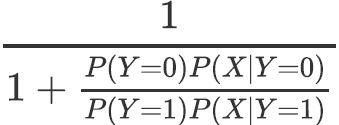 1
1 + P(Y=0)P(X|Y=0)
P(Y=1)P(X|Y=1)